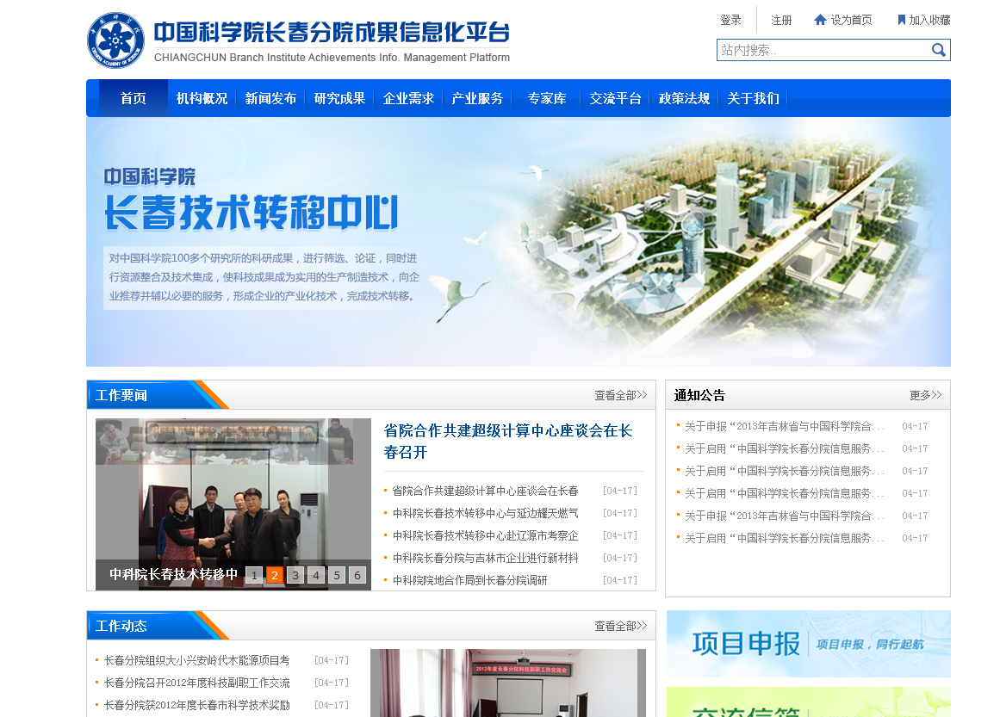 中国科学院长春分院成果信息化平台
CHIANGCHUN Branch Institute Achievements Info. Management Platform
登录 注册 设为首页 加入收藏
站内搜索...
首页 机构概况 新闻发布 研究成果 企业需求 产业服务 专家库 交流平台 政策法规 关于我们
中国科学院
长春技术转移中心
对中国科学院100多个研究所的科研成果，进行筛选、论证，同时进
行资源整合及技术集成，使科技成果成为实用的生产制造技术，向企
业推荐并辅以必要的服务，形成企业的产业化技术，完成技术转移。
工作要闻 查看全部>>
省院合作共建超级计算中心座谈会在长
春召开
省院合作共建超级计算中心座谈会在长春 [04-17]
中科院长春技术转移中心与延边耀天燃气 [04-17]
中科院长春技术转移中心赴辽源市考察企 [04-17]
中科院长春分院与吉林市企业进行新材料 [04-17]
中科院院地合作局到长春分院调研 [04-17]
中科院长春技术转移中 1 2 3 4 5 6
通知公告 更多>>
关于申报“2013年吉林省与中国科学院合... 04-17
关于启用“中国科学院长春分院信息服务... 04-17
关于启用“中国科学院长春分院信息服务... 04-17
关于启用“中国科学院长春分院信息服务... 04-17
关于申报“2013年吉林省与中国科学院合... 04-17
关于启用“中国科学院长春分院信息服务... 04-17
工作动态 查看全部>>
长春分院组织大小兴安岭代木能源项目考 [04-17]
长春分院召开2012年度科技副职工作交流 [04-17]
长春分院获2012年度长春市科学技术奖励 [04-17]
2012年度长春分院科技副职工作交流会
项目申报 项目申报，同行起航
交流信箱